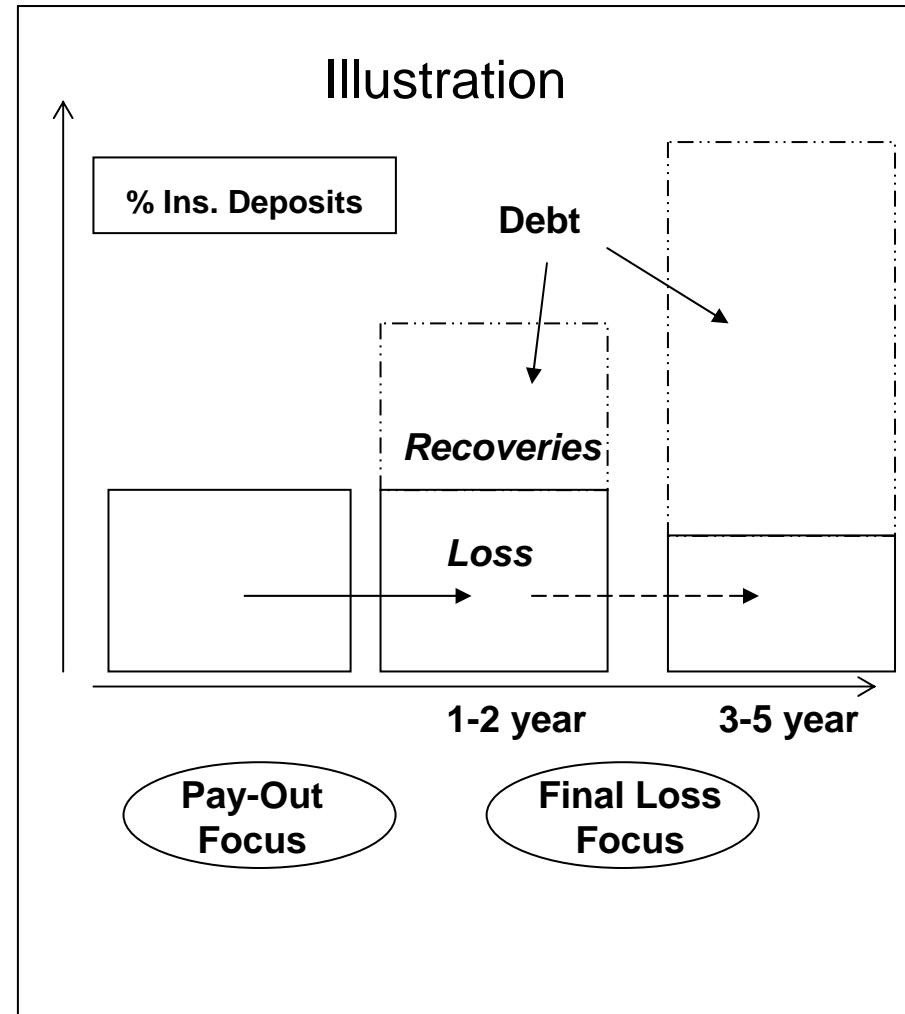 Illustration
% Ins. Deposits
Debt
Recoveries
Loss
1-2 year
3-5 year
Pay-Out
Focus
Final Loss
Focus